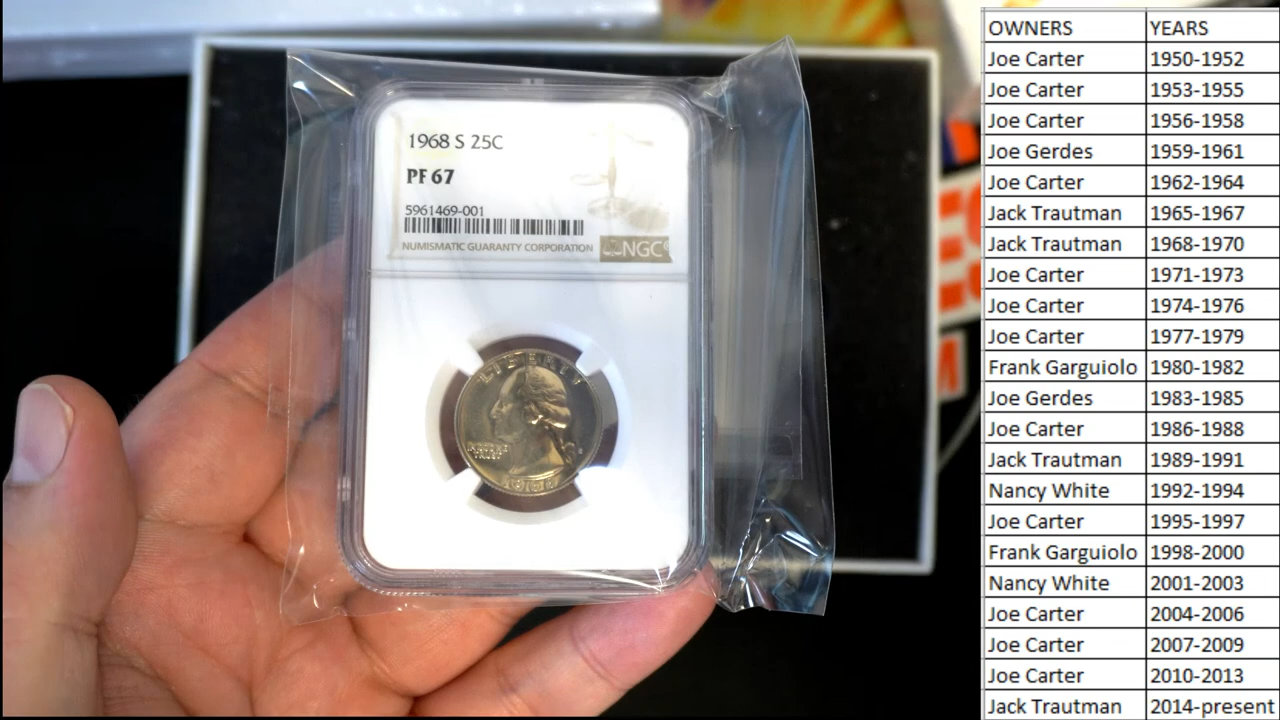 1968 S 25C
PF 67
5961469-001
NUMISMATIC GUARANTY CORPORATION
NGC
LIBERTY
OWNERS YEARS
Joe Carter 1950-1952
Joe Carter 1953-1955
Joe Carter 1956-1958
Joe Gerdes 1959-1961
Joe Carter 1962-1964
Jack Trautman 1965-1967
Jack Trautman 1968-1970
Joe Carter 1971-1973
Joe Carter 1974-1976
Joe Carter 1977-1979
Frank Garguiolo 1980-1982
Joe Gerdes 1983-1985
Joe Carter 1986-1988
Jack Trautman 1989-1991
Nancy White 1992-1994
Joe Carter 1995-1997
Frank Garguiolo 1998-2000
Nancy White 2001-2003
Joe Carter 2004-2006
Joe Carter 2007-2009
Joe Carter 2010-2013
Jack Trautman 2014-present